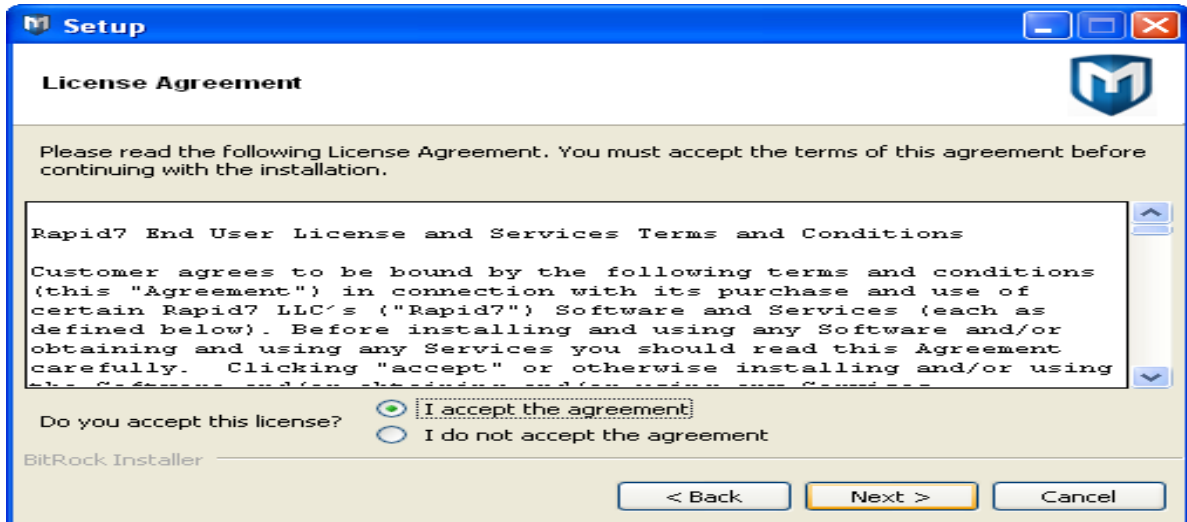 Setup
License Agreement
Please read the following License Agreement. You must accept the terms of this agreement before
continuing with the installation.
Rapid7 End User License and Services Terms and Conditions
Customer agrees to be bound by the following terms and conditions
(this "Agreement") in connection with its purchase and use of
certain Rapid7 LLC´s ("Rapid7") Software and Services (each as
defined below). Before installing and using any Software and/or
obtaining and using any Services you should read this Agreement
carefully.  Clicking "accept" or otherwise installing and/or using
Do you accept this license?
I accept the agreement
I do not accept the agreement
BitRock Installer
< Back
Next >
Cancel